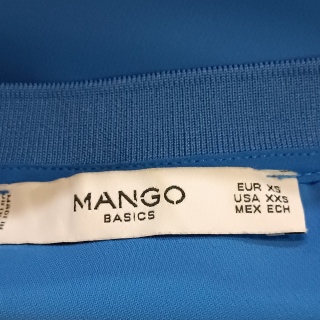 MANGO
BASICS
EUR XS
USA XXS
MEX ECH